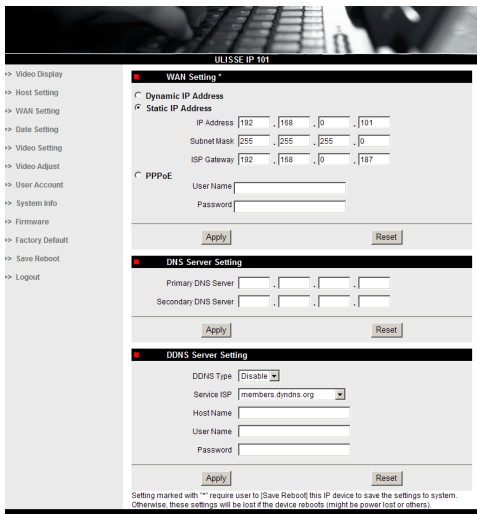 ULISSE IP 101
>> Video Display
>> Host Setting
>> WAN Setting
>> Date Setting
>> Video Setting
>> Video Adjust
>> User Account
>> System Info
>> Firmware
>> Factory Default
>> Save Reboot
>> Logout
WAN Setting *
Dynamic IP Address
Static IP Address
IP Address 192 . 168 . 0 . 101
Subnet Mask 255 . 255 . 255 . 0
ISP Gateway 192 . 168 . 0 . 187
PPPoE
User Name
Password
Apply Reset
DNS Server Setting
Primary DNS Server . . .
Secondary DNS Server . . .
Apply Reset
DDNS Server Setting
DDNS Type Disable
Service ISP members.dyndns.org
Host Name
User Name
Password
Apply Reset
Setting marked with "*" require user to [Save Reboot] this IP device to save the settings to system.
Otherwise, these settings will be lost if the device reboots (might be power lost or others).